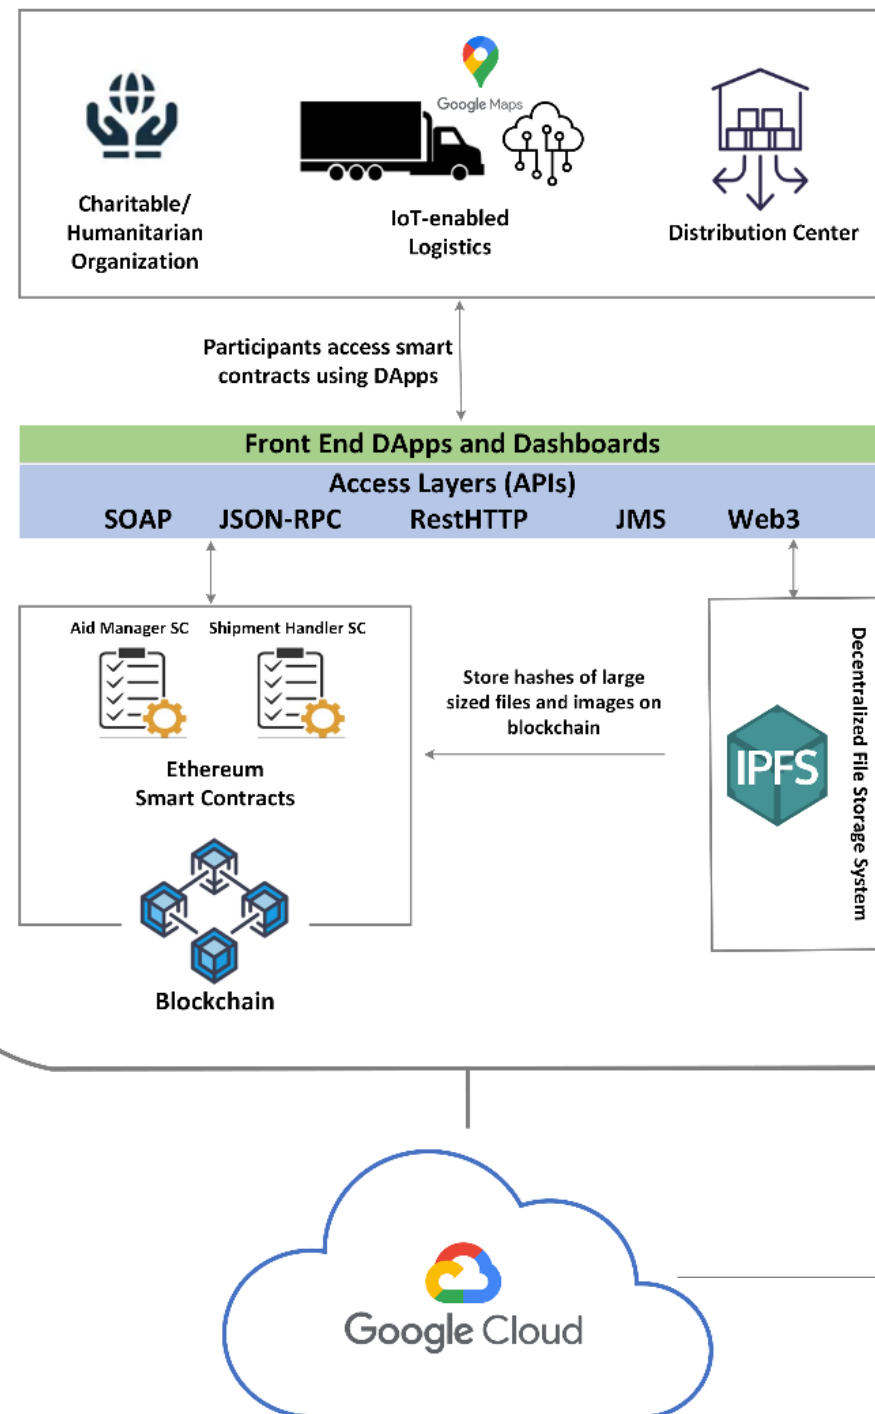 Google Maps
Charitable/
Humanitarian
Organization
IoT-enabled
Logistics
Distribution Center
Participants access smart
contracts using DApps
Front End DApps and Dashboards
Access Layers (APIs)
SOAP JSON-RPC RestHTTP JMS Web3
Aid Manager SC Shipment Handler SC
Ethereum
Smart Contracts
Blockchain
Store hashes of large
sized files and images on
blockchain
IPFS
Decentralized File Storage System
Google Cloud